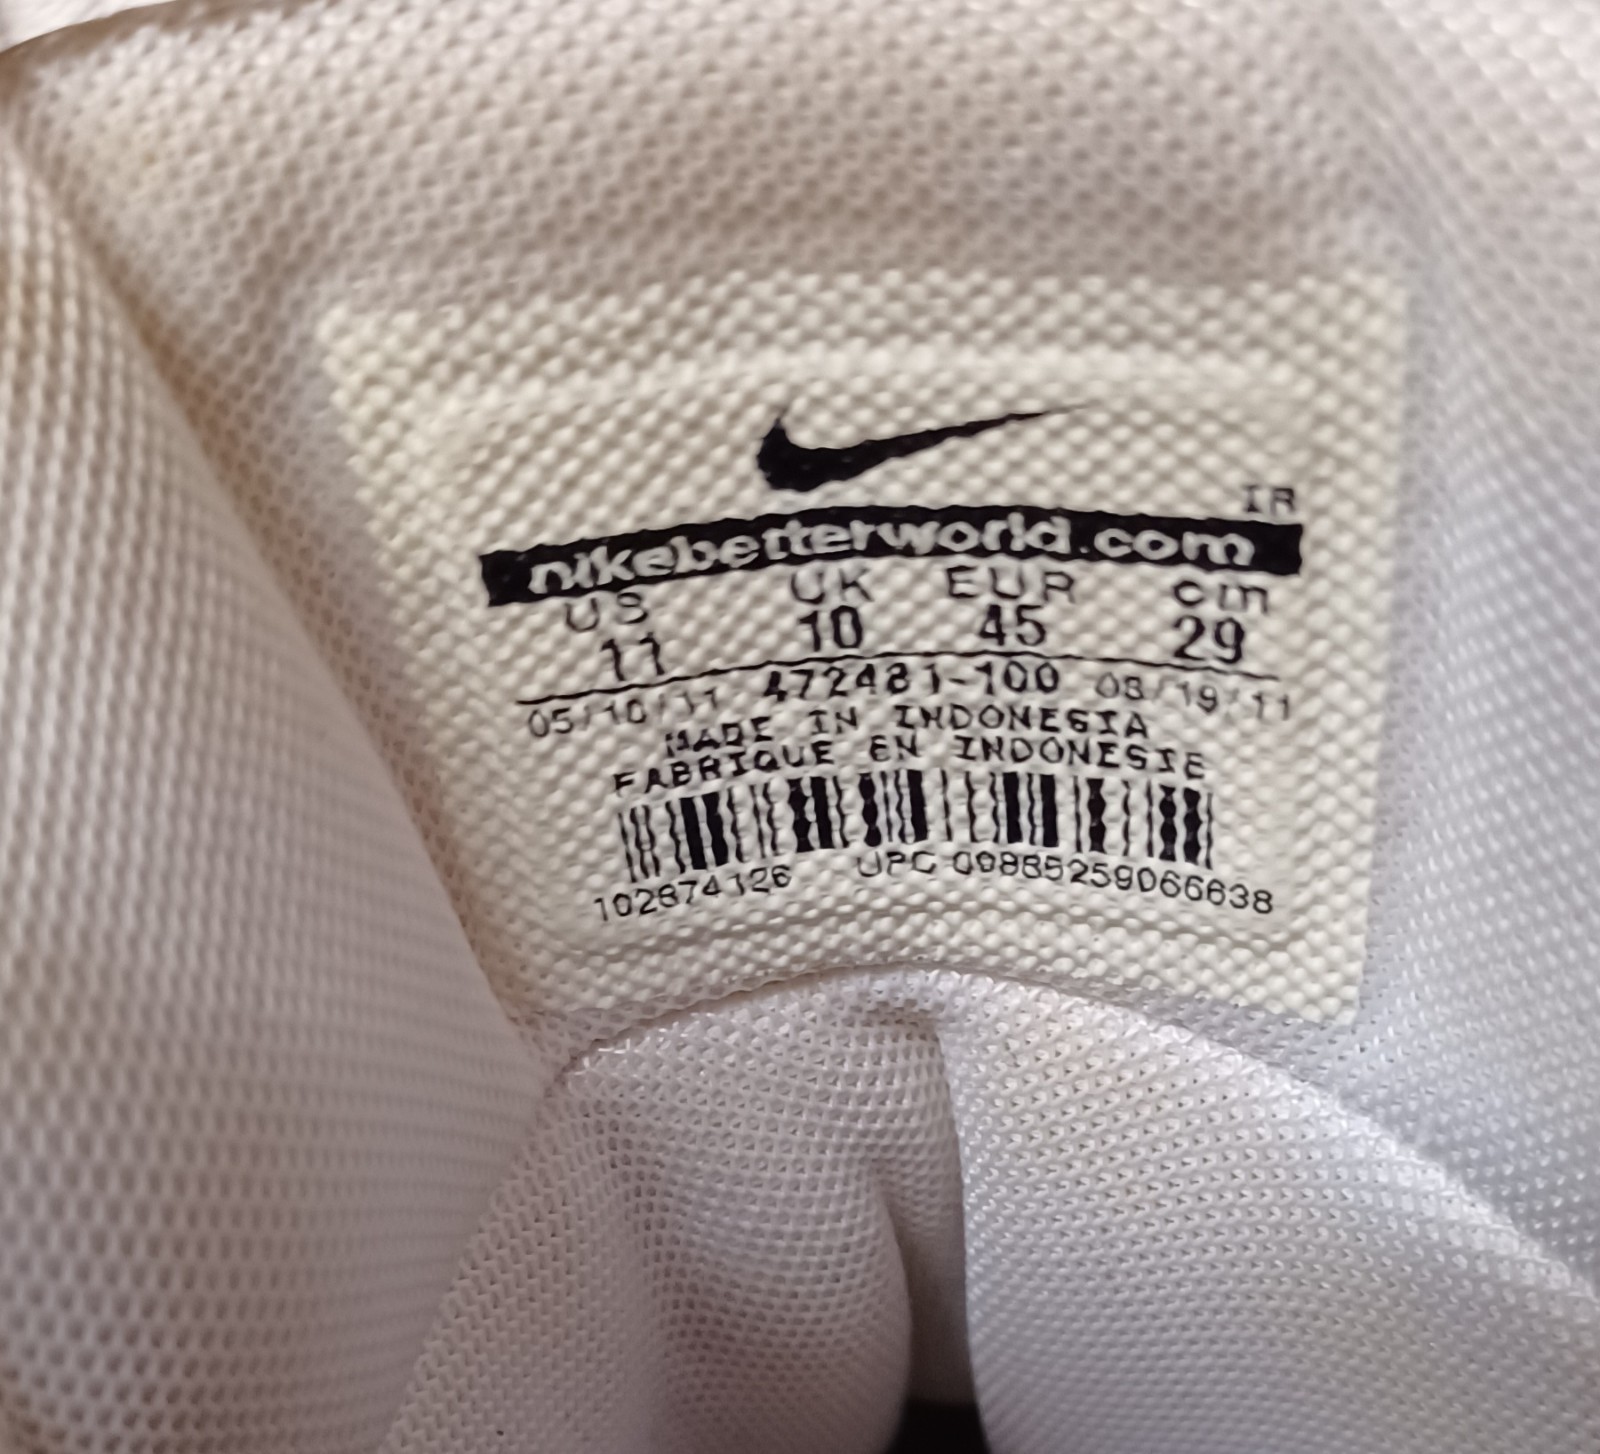 IR
nikebetterworld.com
US UK EUR cm
11 10 45 29
05/10/11 472481-100 08/19/11
MADE IN INDONESIA
FABRIQUE EN INDONESIE
102874126 UPC 00885259066638